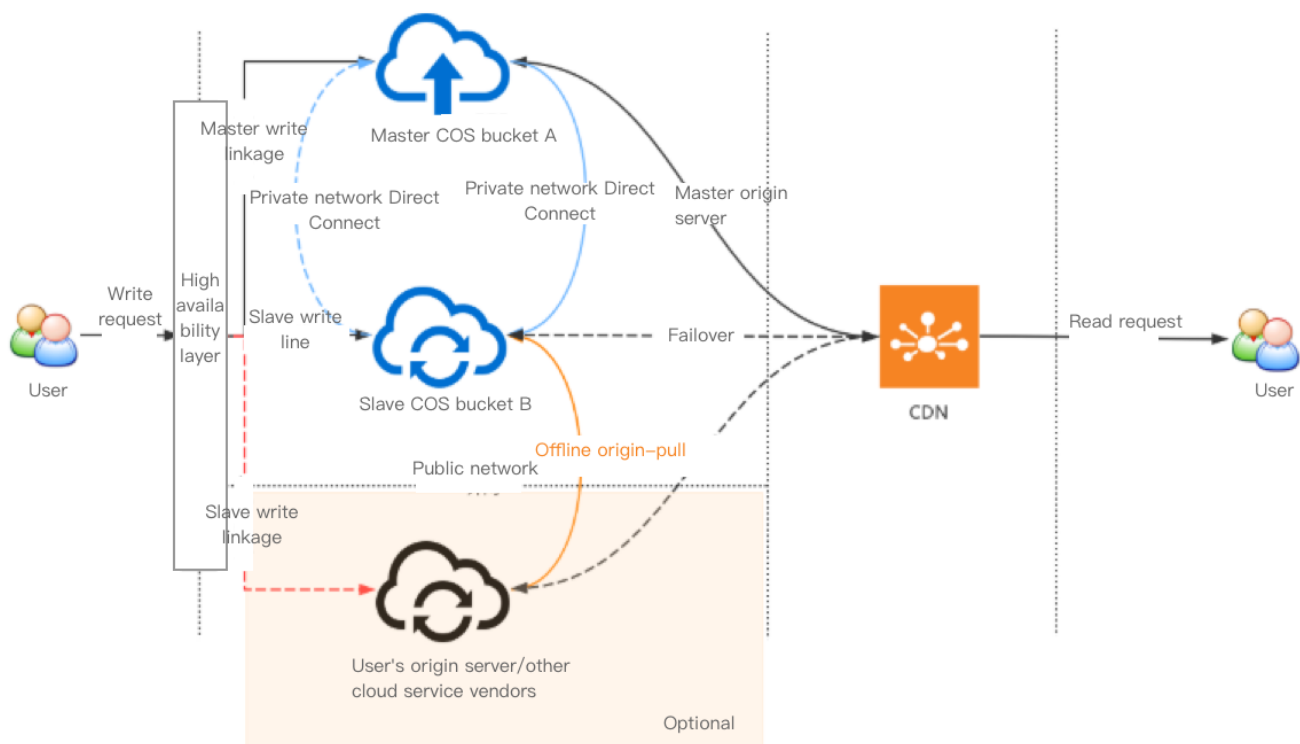 Master COS bucket A
Master write
linkage
Private network Direct
Connect
Private network Direct
Connect
Master origin
server
Write
request
High
availa
bility
layer
Slave write
line
Failover
Read request
User
Slave COS bucket B
CDN
User
Offline origin-pull
Public network
Slave write
linkage
User's origin server/other
cloud service vendors
Optional